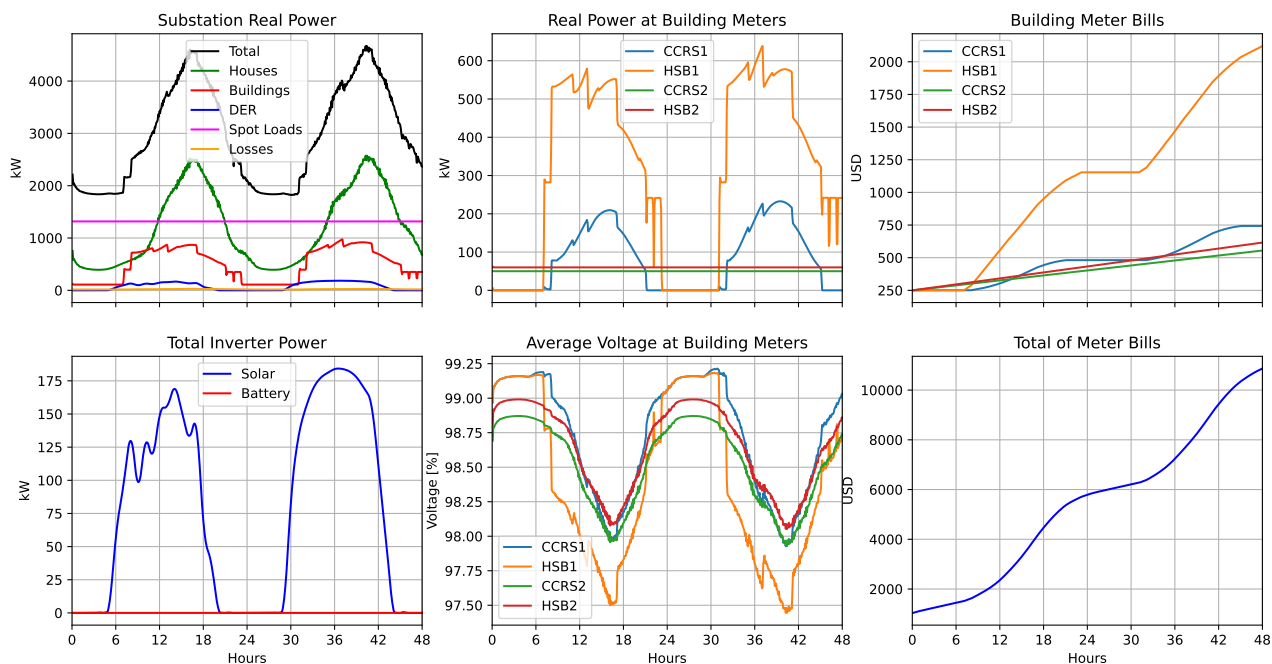 Substation Real Power
kW
4000
3000
2000
1000
0
Total
Houses
Buildings
DER
Spot Loads
Losses
Real Power at Building Meters
kW
600
500
400
300
200
100
0
CCRS1
HSB1
CCRS2
HSB2
Building Meter Bills
USD
2000
1750
1500
1250
1000
750
500
250
CCRS1
HSB1
CCRS2
HSB2
Total Inverter Power
kW
175
150
125
100
75
50
25
0
Solar
Battery
0 6 12 18 24 30 36 42 48
Hours
Average Voltage at Building Meters
Voltage [%]
99.25
99.00
98.75
98.50
98.25
98.00
97.75
97.50
CCRS1
HSB1
CCRS2
HSB2
0 6 12 18 24 30 36 42 48
Hours
Total of Meter Bills
USD
10000
8000
6000
4000
2000
0 6 12 18 24 30 36 42 48
Hours